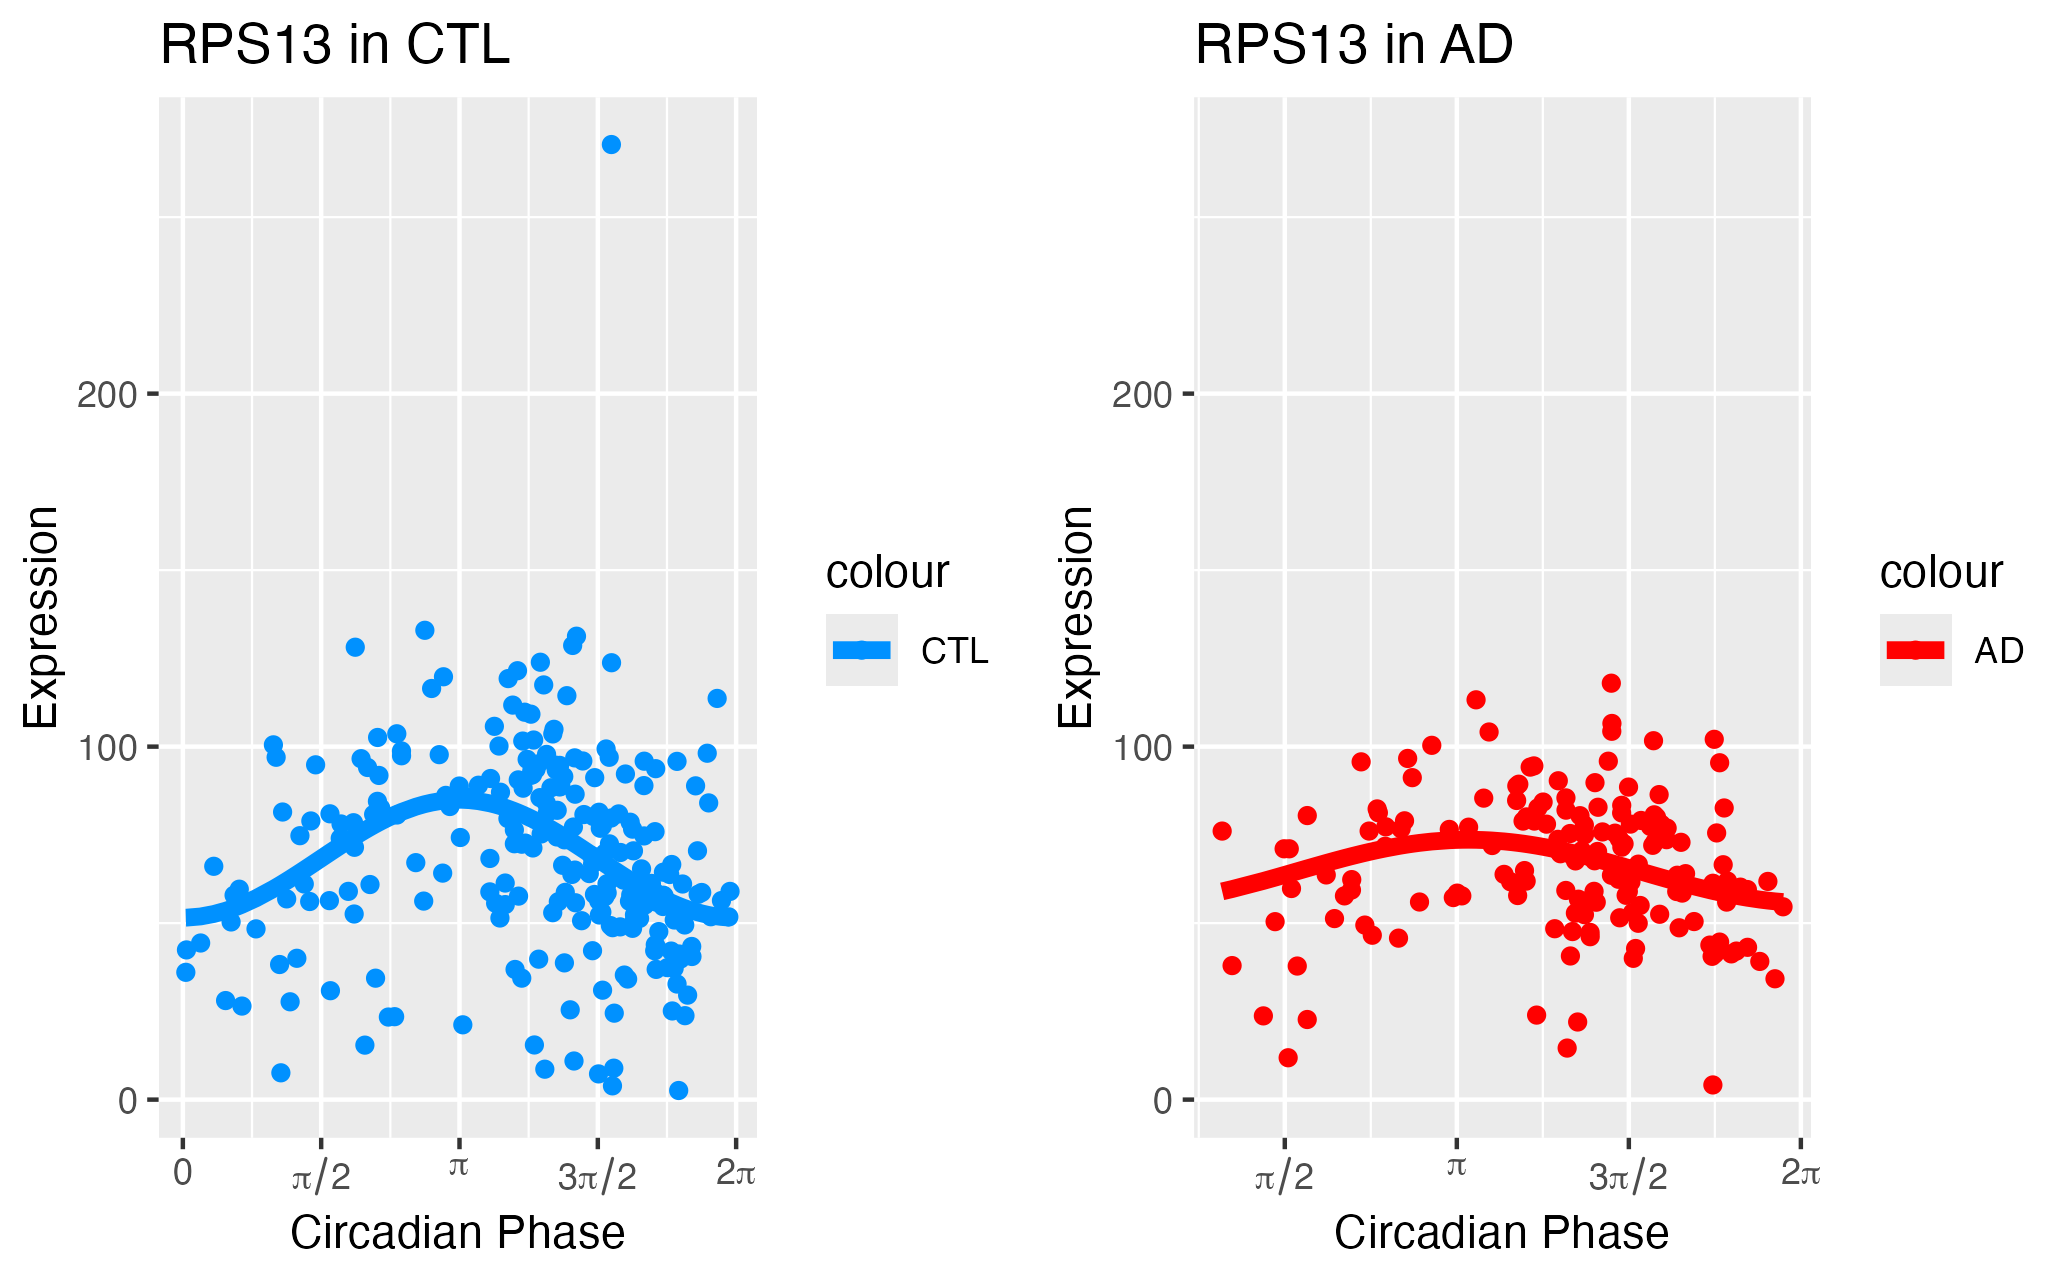 RPS13 in CTL
Expression
200
100
0
0 π/2 π 3π/2 2π
Circadian Phase
colour
CTL
RPS13 in AD
Expression
200
100
0
π/2 π 3π/2 2π
Circadian Phase
colour
AD